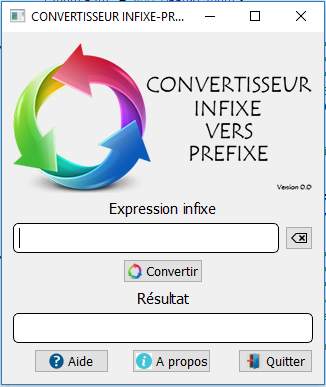 CONVERTISSEUR INFIXE-PR...
CONVERTISSEUR
INFIXE
VERS
PREFIXE
Version 0.0
Expression infixe
Convertir
Résultat
Aide
A propos
Quitter